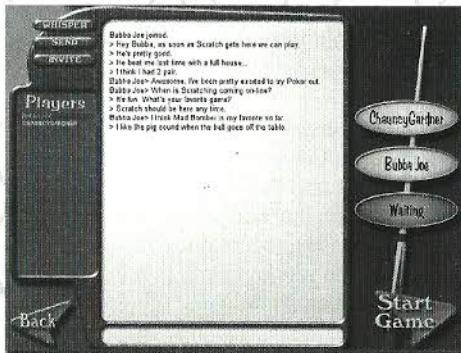 WHISPER
SEND
INVITE
Players
Bubba Joe joined.
> Hey Bubba, as soon as Scratch gets here we can play.
> He's pretty good.
> He beat me last time with a full house...
> I think I had 2 pair.
Bubba Joe> Awesome, I've been pretty excited to try Poker out.
Bubba Joe> When is Scratching coming on-line?
> It's fun. What's your favorite game?
> Scratch should be here any time.
Bubba Joe> I think Mad Bomber is my favorite so far.
> I like the pig sound when the ball goes off the table.
ChauncyGardner
Bubba Joe
Waiting
Back
Start
Game